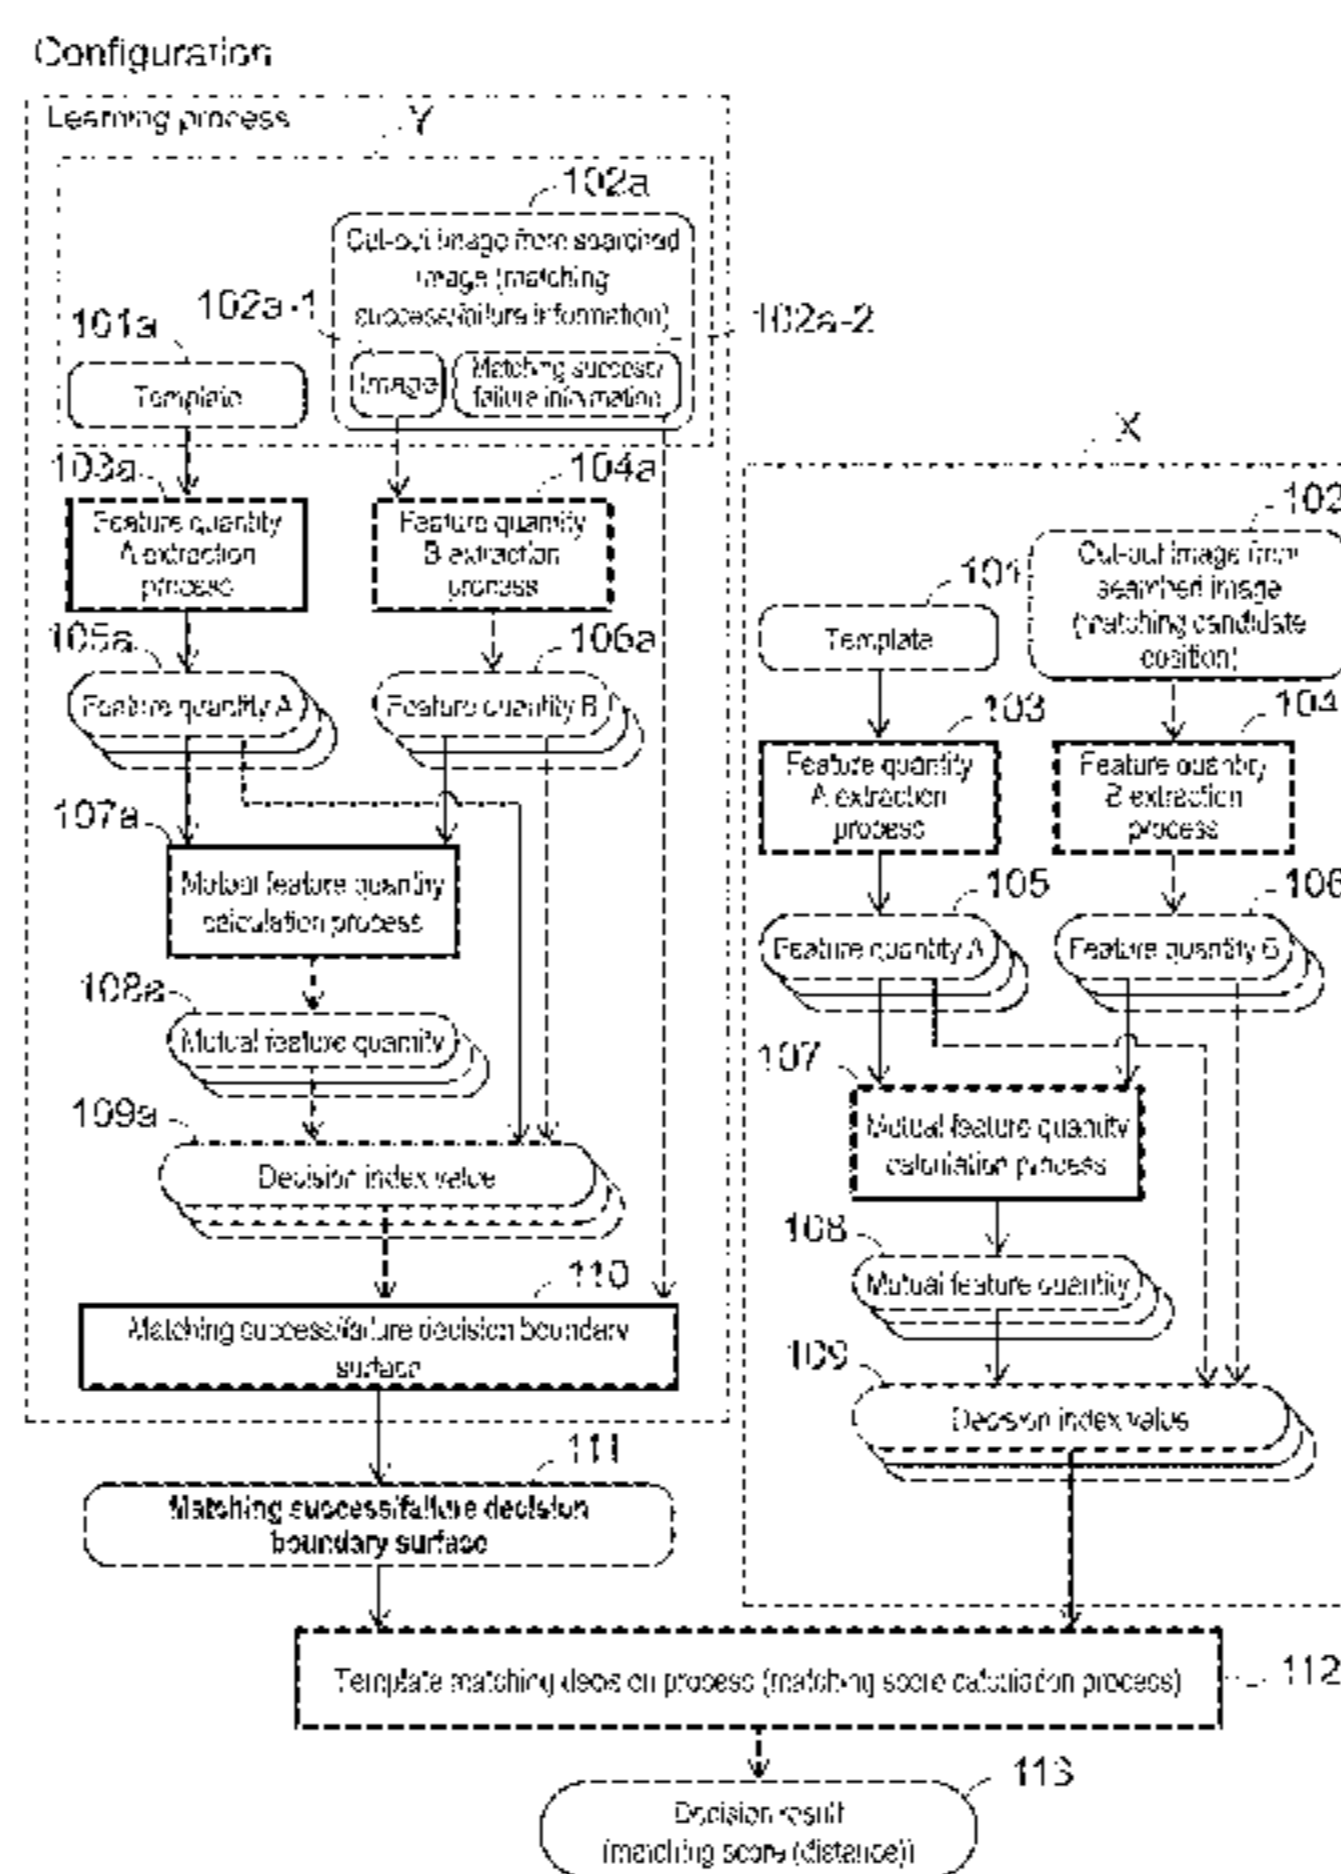 Configuration
Learning process
Y
102a
Cut-out image from searched
image (matching
success/failure information)
102a-1
102a-2
101a
Template
Image
Matching success/
failure information
103a
104a
Feature quantity
A extraction
process
Feature quantity
B extraction
process
105a
106a
Feature quantity A
Feature quantity B
107a
Mutual feature quantity
calculation process
108a
Mutual feature quantity
109a
Decision index value
110
Matching success/failure decision boundary
surface
111
Matching success/failure decision
boundary surface
X
102
Cut-out image from
searched image
(matching candidate
position)
101
Template
103
104
Feature quantity
A extraction
process
Feature quantity
B extraction
process
105
106
Feature quantity A
Feature quantity B
107
Mutual feature quantity
calculation process
108
Mutual feature quantity
109
Decision index value
Template matching decision process (matching score calculation process)
112
113
Decision result
(matching score (distance))